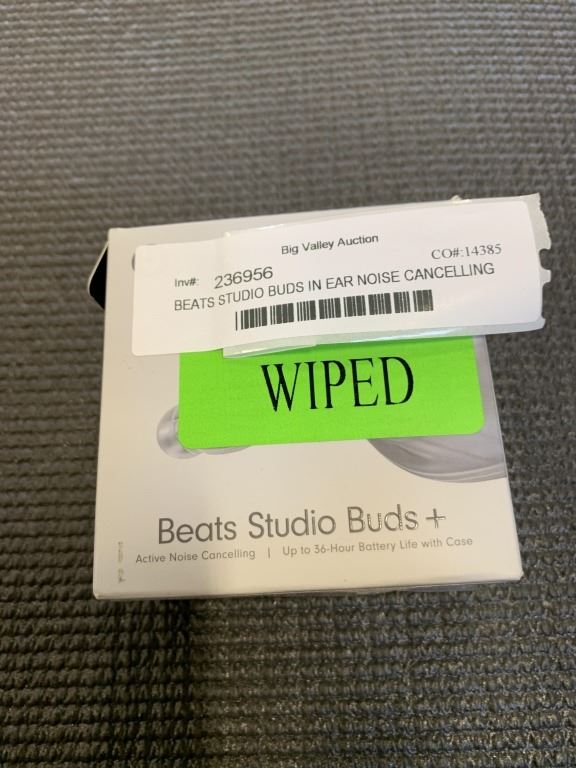 Big Valley Auction
Inv#: 236956 CO#:14385
BEATS STUDIO BUDS IN EAR NOISE CANCELLING
WIPED
Beats Studio Buds +
Active Noise Cancelling | Up to 36-Hour Battery Life with Case